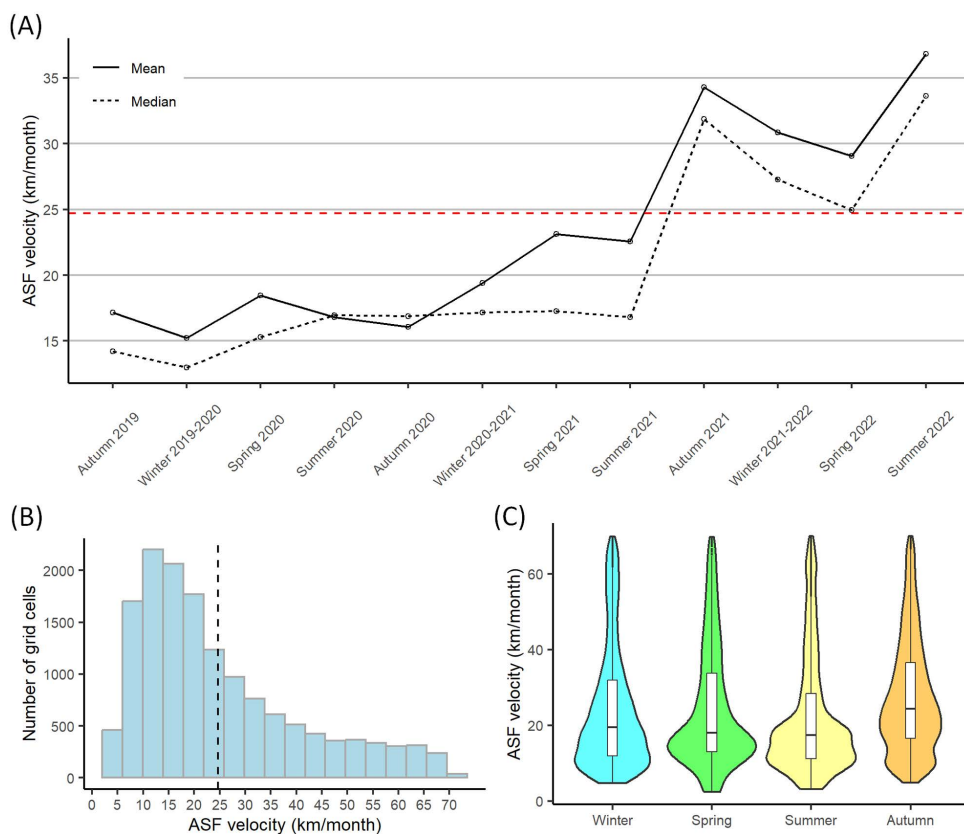 (A)
Mean
Median
35
30
25
20
15
ASF velocity (km/month)
Autumn 2019
Winter 2019-2020
Spring 2020
Summer 2020
Autumn 2020
Winter 2020-2021
Spring 2021
Summer 2021
Autumn 2021
Winter 2021-2022
Spring 2022
Summer 2022
(B)
2000
1500
1000
500
0
Number of grid cells
0 5 10 15 20 25 30 35 40 45 50 55 60 65 70
ASF velocity (km/month)
(C)
60
40
20
0
ASF velocity (km/month)
Winter Spring Summer Autumn